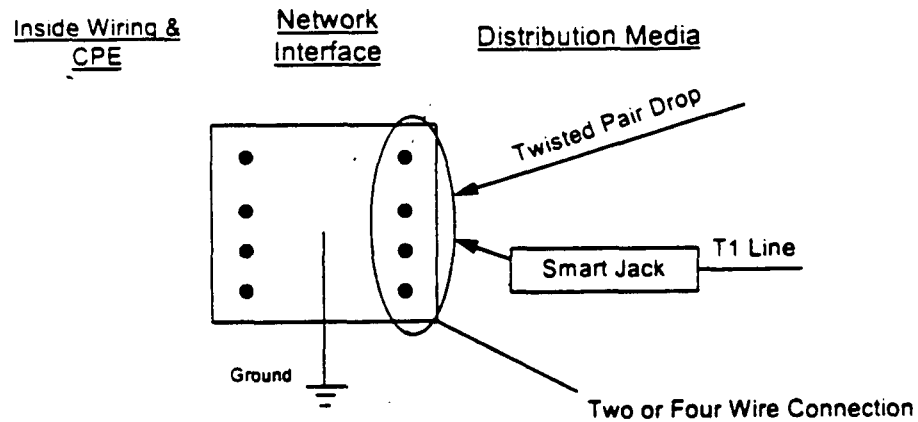 Inside Wiring &
CPE
Network
Interface
Distribution Media
Twisted Pair Drop
T1 Line
Smart Jack
Ground
Two or Four Wire Connection